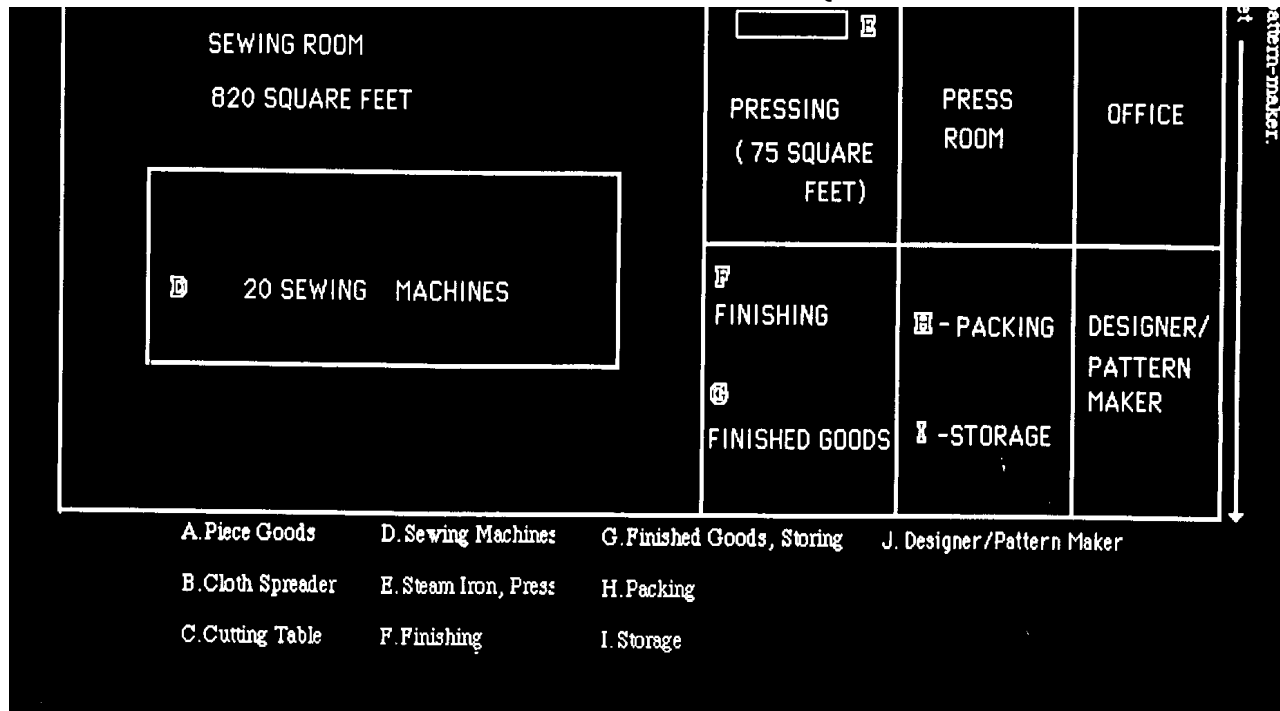 SEWING ROOM
820 SQUARE FEET
D 20 SEWING MACHINES
E
PRESSING
(75 SQUARE
FEET)
PRESS
ROOM
OFFICE
F
FINISHING
G
FINISHED GOODS
H - PACKING
I -STORAGE
DESIGNER/
PATTERN
MAKER
pattern-maker.
A.Piece Goods D.Sewing Machines G.Finished Goods, Storing J. Designer/Pattern Maker
B.Cloth Spreader E.Steam Iron, Press H.Packing
C.Cutting Table F.Finishing I.Storage